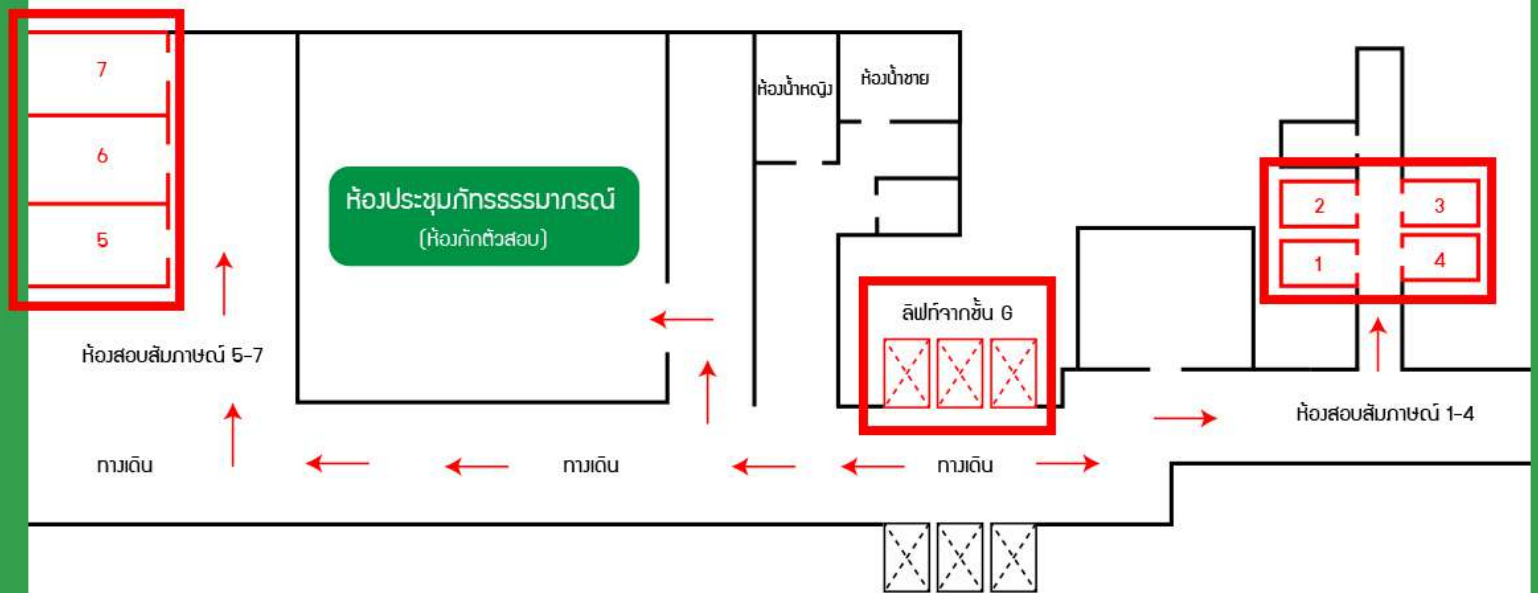 7
6
5
ห้องน้ำหญิง
ห้องน้ำชาย
ห้องประชุมภัทรธรรมาภรณ์
(ห้องกักตัวสอบ)
2
3
1
4
ลิฟท์จากชั้น G
ห้องสอบสัมภาษณ์ 5-7
ห้องสอบสัมภาษณ์ 1-4
ทางเดิน
ทางเดิน
ทางเดิน